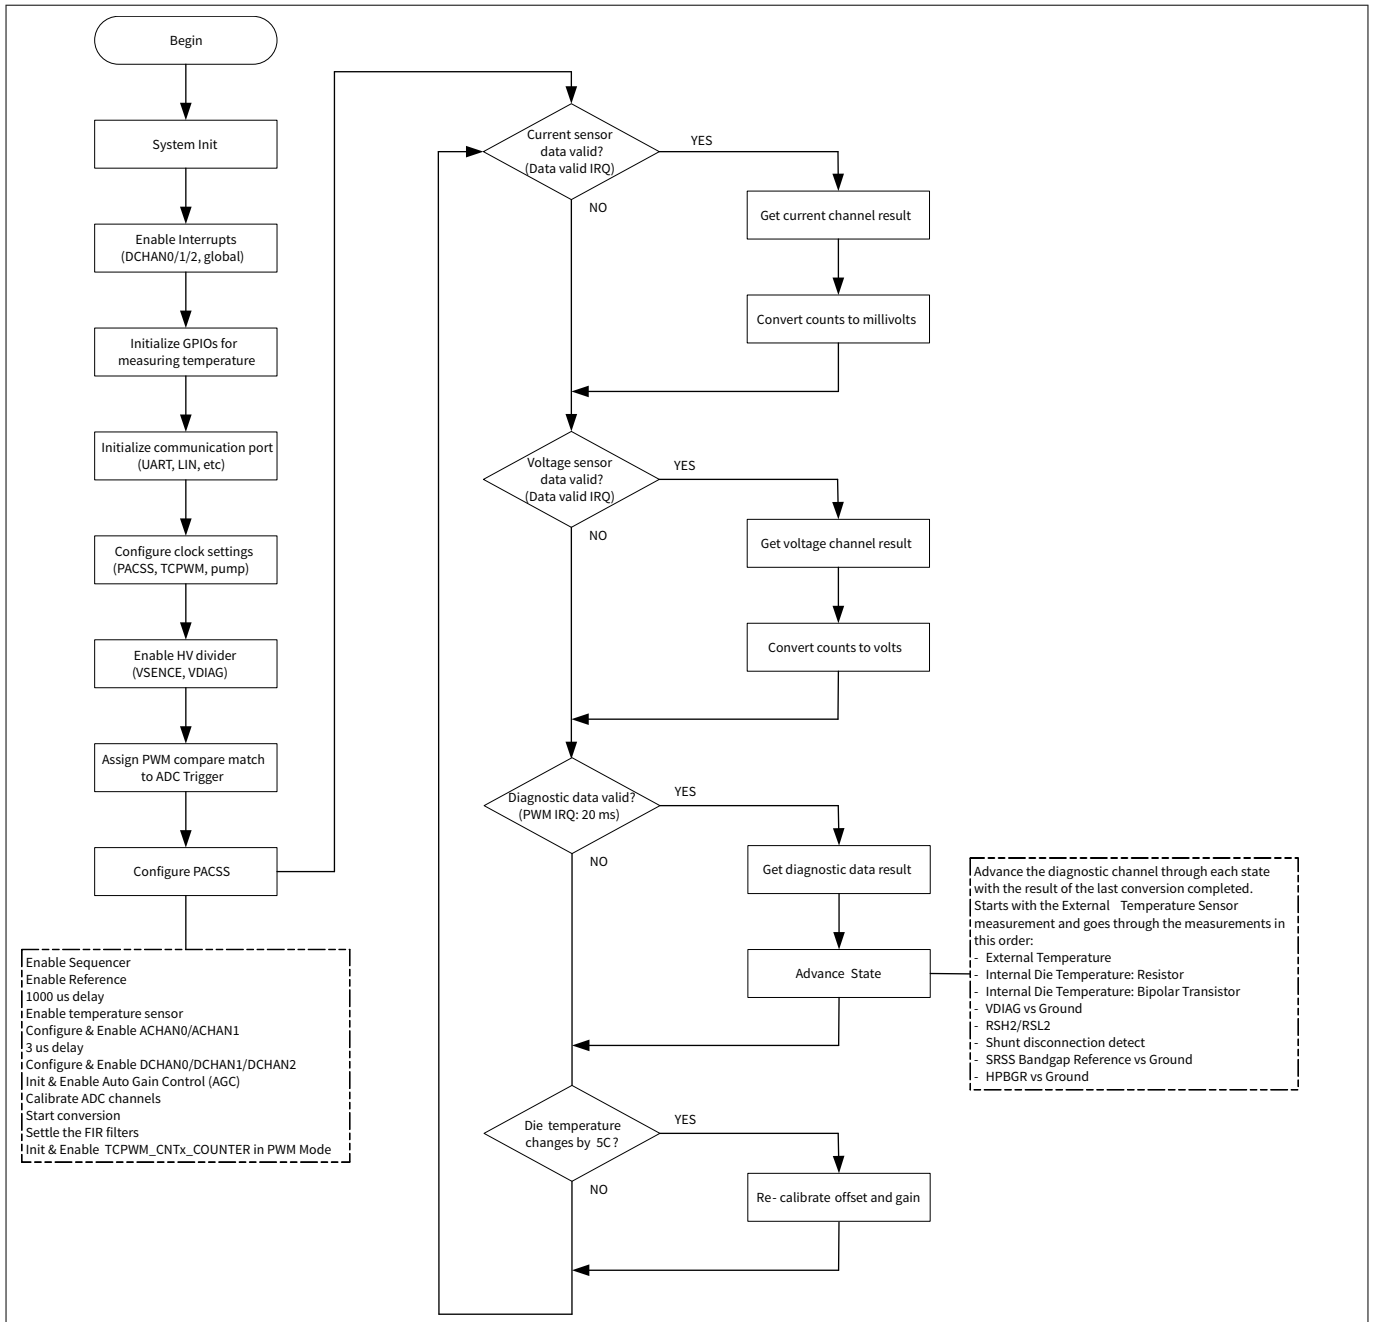 Begin
System Init
Enable Interrupts
(DCHAN0/1/2, global)
Initialize GPIOs for
measuring temperature
Initialize communication port
(UART, LIN, etc)
Configure clock settings
(PACSS, TCPWM, pump)
Enable HV divider
(VSENCE, VDIAG)
Assign PWM compare match
to ADC Trigger
Configure PACSS
Enable Sequencer
Enable Reference
1000 us delay
Enable temperature sensor
Configure & Enable ACHAN0/ACHAN1
3 us delay
Configure & Enable DCHAN0/DCHAN1/DCHAN2
Init & Enable Auto Gain Control (AGC)
Calibrate ADC channels
Start conversion
Settle the FIR filters
Init & Enable TCPWM_CNTx_COUNTER in PWM Mode
Current sensor
data valid?
(Data valid IRQ)
YES
NO
Get current channel result
Convert counts to millivolts
Voltage sensor
data valid?
(Data valid IRQ)
YES
NO
Get voltage channel result
Convert counts to volts
Diagnostic data valid?
(PWM IRQ: 20 ms)
YES
NO
Get diagnostic data result
Advance State
Advance the diagnostic channel through each state
with the result of the last conversion completed.
Starts with the External Temperature Sensor
measurement and goes through the measurements in
this order:
- External Temperature
- Internal Die Temperature: Resistor
- Internal Die Temperature: Bipolar Transistor
- VDIAG vs Ground
- RSH2/RSL2
- Shunt disconnection detect
- SRSS Bandgap Reference vs Ground
- HPBGR vs Ground
Die temperature
changes by 5C?
YES
NO
Re- calibrate offset and gain